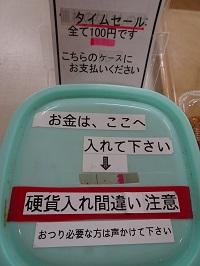 タイムセール
全て100円です
こちらのケースに
お支払いください
お金は、ここへ
入れて下さい
硬貨入れ間違い注意
おつり必要な方は声かけて下さい